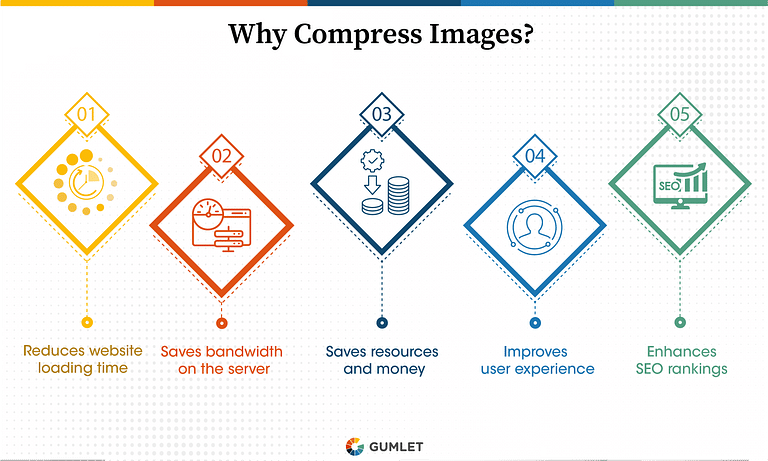 Why Compress Images?
01
02
03
04
05
SEO
Reduces website
loading time
Saves bandwidth
on the server
Saves resources
and money
Improves
user experience
Enhances
SEO rankings
GUMLET